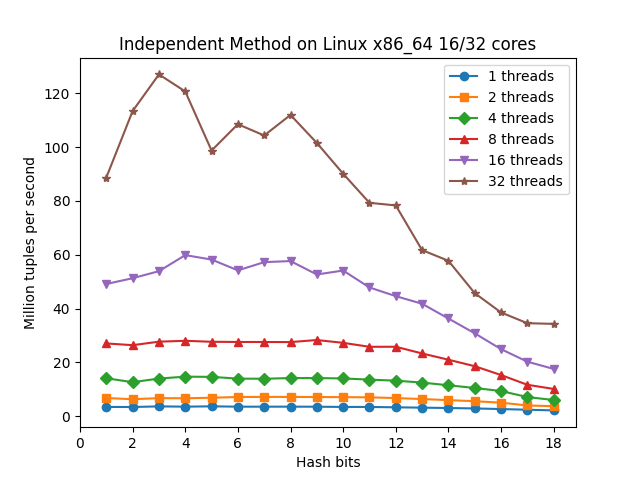 Independent Method on Linux x86_64 16/32 cores
1 threads
2 threads
4 threads
8 threads
16 threads
32 threads
Million tuples per second
120
100
80
60
40
20
0
0 2 4 6 8 10 12 14 16 18
Hash bits